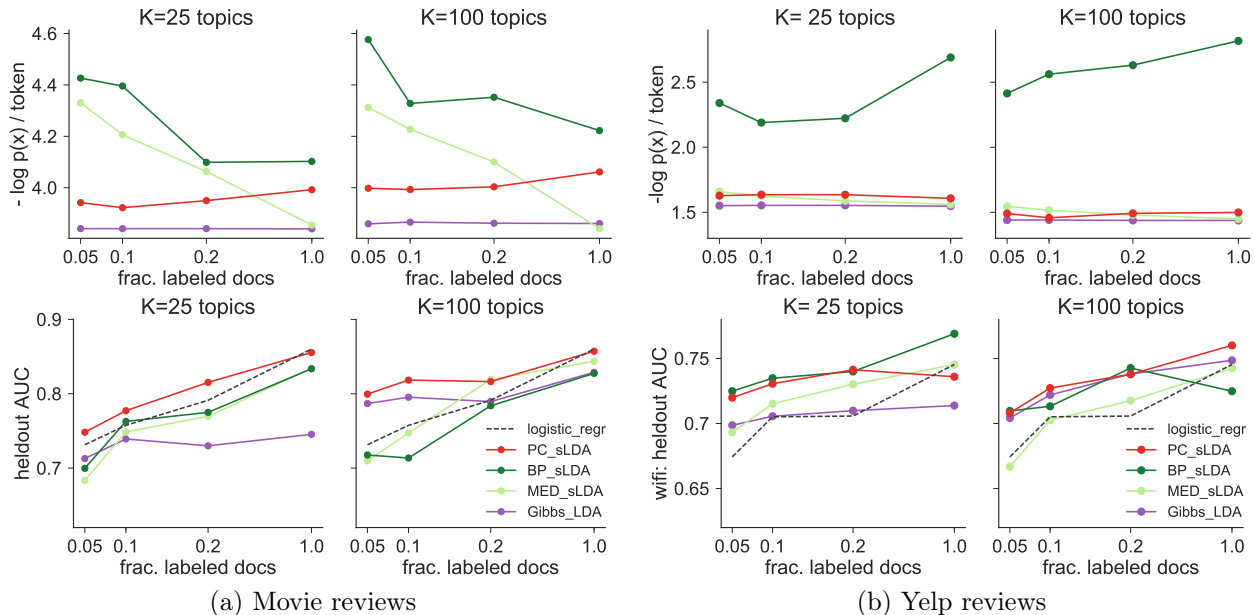 K=25 topics
K=100 topics
K= 25 topics
K=100 topics
4.6
4.4
4.2
4.0
- log p(x) / token
0.05 0.1 0.2 1.0
frac. labeled docs
0.05 0.1 0.2 1.0
frac. labeled docs
2.5
2.0
1.5
-log p(x) / token
0.05 0.1 0.2 1.0
frac. labeled docs
0.05 0.1 0.2 1.0
frac. labeled docs
K=25 topics
K=100 topics
K= 25 topics
K=100 topics
0.9
0.8
0.7
heldout AUC
0.05 0.1 0.2 1.0
frac. labeled docs
logistic_regr
PC_sLDA
BP_sLDA
MED_sLDA
Gibbs_LDA
0.05 0.1 0.2 1.0
frac. labeled docs
0.75
0.7
0.65
wifi: heldout AUC
0.05 0.1 0.2 1.0
frac. labeled docs
logistic_regr
PC_sLDA
BP_sLDA
MED_sLDA
Gibbs_LDA
0.05 0.1 0.2 1.0
frac. labeled docs
(a) Movie reviews
(b) Yelp reviews